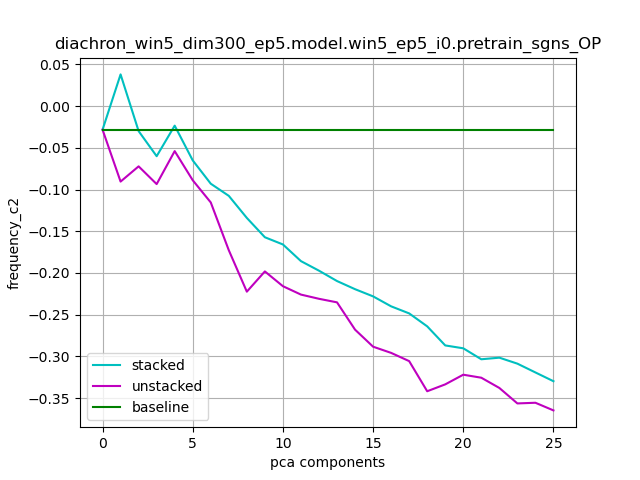 diachron_win5_dim300_ep5.model.win5_ep5_i0.pretrain_sgns_OP
0.05
0.00
−0.05
−0.10
−0.15
−0.20
−0.25
−0.30
−0.35
frequency_c2
stacked
unstacked
baseline
0 5 10 15 20 25
pca components